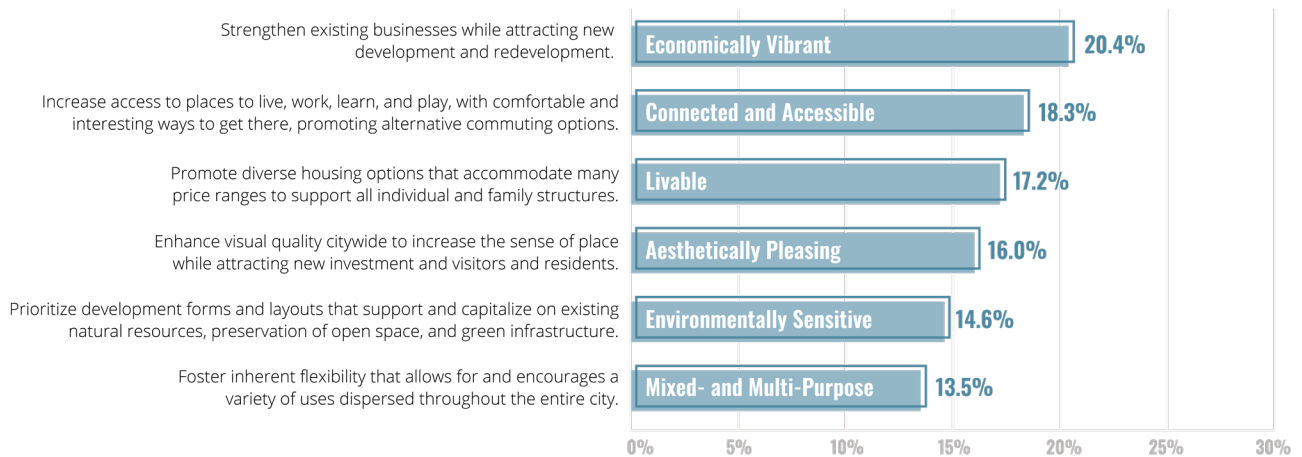 Strengthen existing businesses while attracting new
development and redevelopment.
Economically Vibrant
20.4%
Increase access to places to live, work, learn, and play, with comfortable and
interesting ways to get there, promoting alternative commuting options.
Connected and Accessible
18.3%
Promote diverse housing options that accommodate many
price ranges to support all individual and family structures.
Livable
17.2%
Enhance visual quality citywide to increase the sense of place
while attracting new investment and visitors and residents.
Aesthetically Pleasing
16.0%
Prioritize development forms and layouts that support and capitalize on existing
natural resources, preservation of open space, and green infrastructure.
Environmentally Sensitive
14.6%
Foster inherent flexibility that allows for and encourages a
variety of uses dispersed throughout the entire city.
Mixed- and Multi-Purpose
13.5%
0% 5% 10% 15% 20% 25% 30%